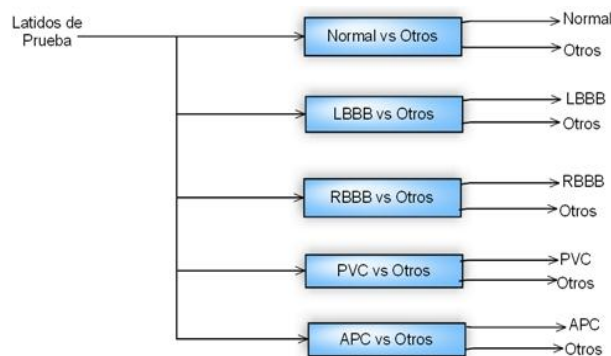 Latidos de
Prueba
Normal vs Otros
Normal
Otros
LBBB vs Otros
LBBB
Otros
RBBB vs Otros
RBBB
Otros
PVC vs Otros
PVC
Otros
APC vs Otros
APC
Otros